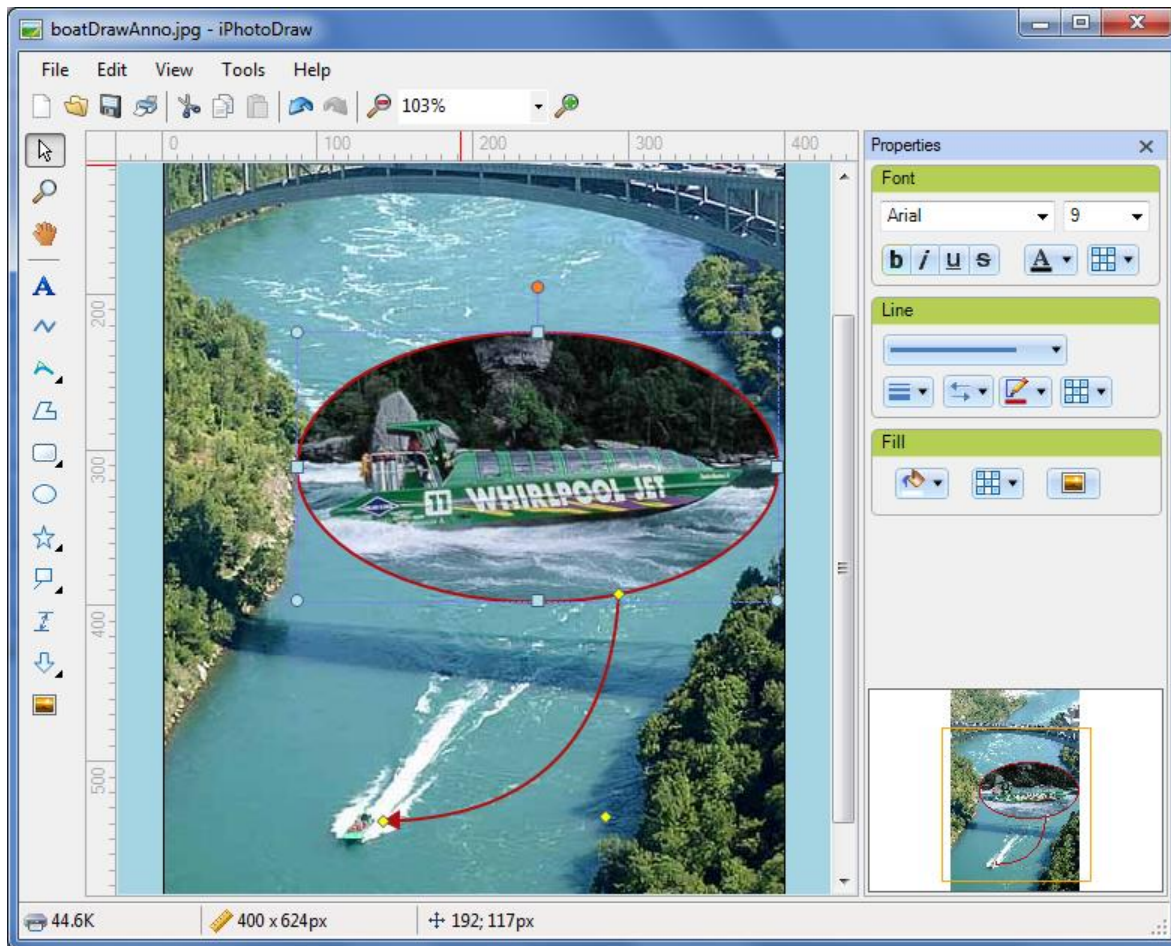 boatDrawAnno.jpg - iPhotoDraw
File Edit View Tools Help
103%
0 100 200 300 400
Properties
Font
Arial 9
b i u s A
Line
Fill
A
200
300
400
500
11 WHIRLPOOL JET
44.6K 400 x 624px 192; 117px